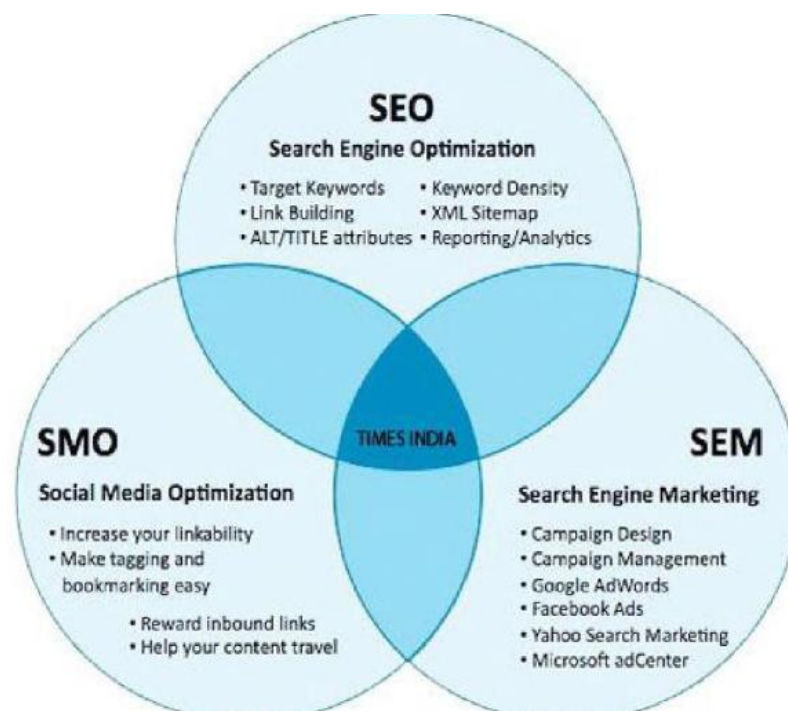 SEO
Search Engine Optimization
• Target Keywords
• Link Building
• ALT/TITLE attributes
• Keyword Density
• XML Sitemap
• Reporting/Analytics
TIMES INDIA
SMO
Social Media Optimization
• Increase your linkability
• Make tagging and
bookmarking easy
• Reward inbound links
• Help your content travel
SEM
Search Engine Marketing
• Campaign Design
• Campaign Management
• Google AdWords
• Facebook Ads
• Yahoo Search Marketing
• Microsoft adCenter